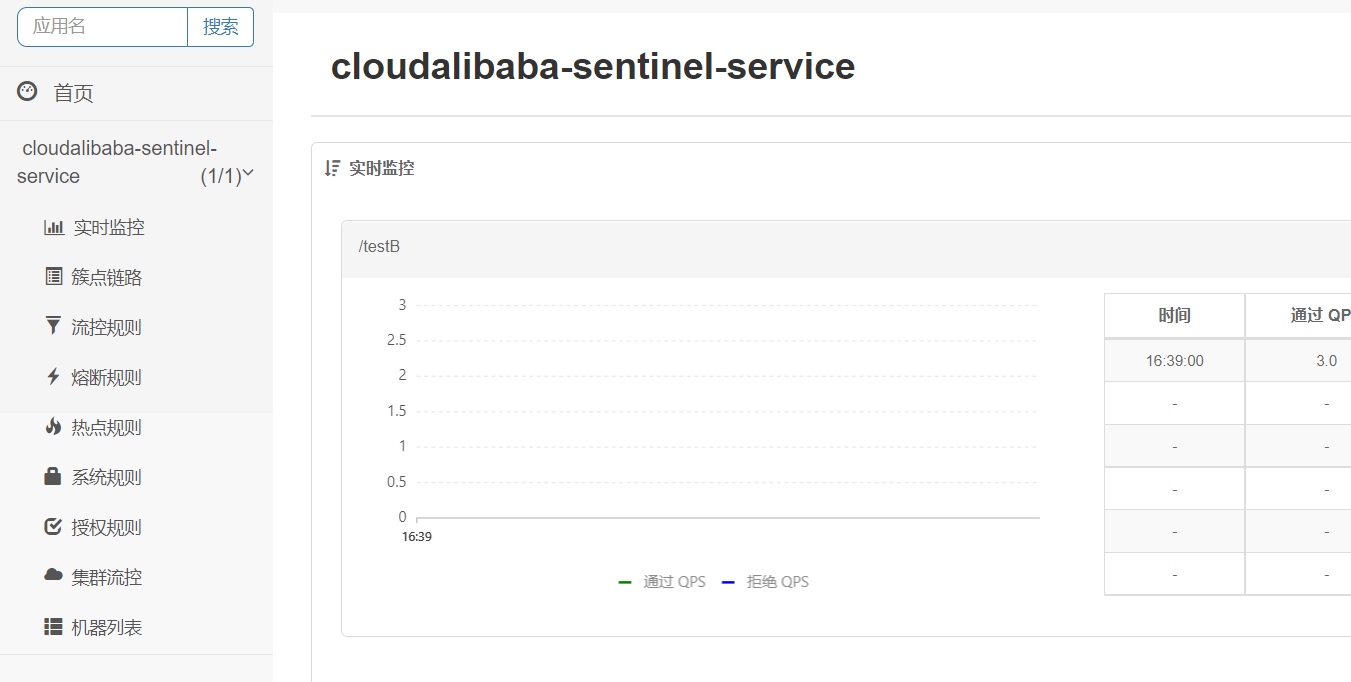 应用名 搜索
首页
cloudalibaba-sentinel-
service (1/1)
实时监控
簇点链路
流控规则
熔断规则
热点规则
系统规则
授权规则
集群流控
机器列表
cloudalibaba-sentinel-service
实时监控
/testB
3
2.5
2
1.5
1
0.5
0
16:39
通过 QPS 拒绝 QPS
时间 通过 QP
16:39:00 3.0
- -
- -
- -
- -
- -